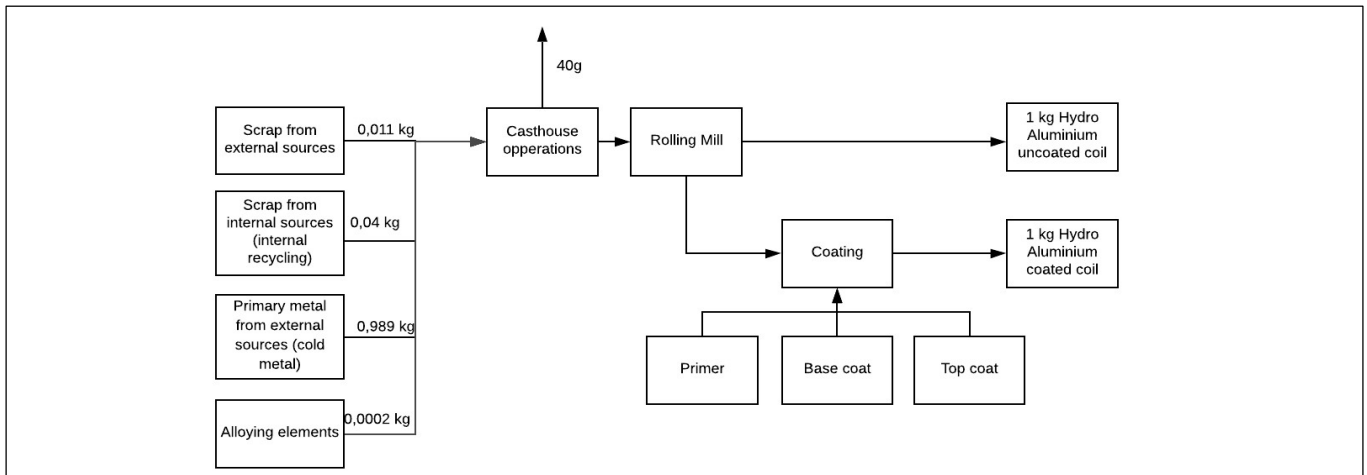 40g
Scrap from
external sources
0,011 kg
Casthouse
opperations
Rolling Mill
1 kg Hydro
Aluminium
uncoated coil
Scrap from
internal sources
(internal
recycling)
0,04 kg
Coating
1 kg Hydro
Aluminium
coated coil
Primary metal
from external
sources (cold
metal)
0,989 kg
Primer
Base coat
Top coat
Alloying elements
0,0002 kg